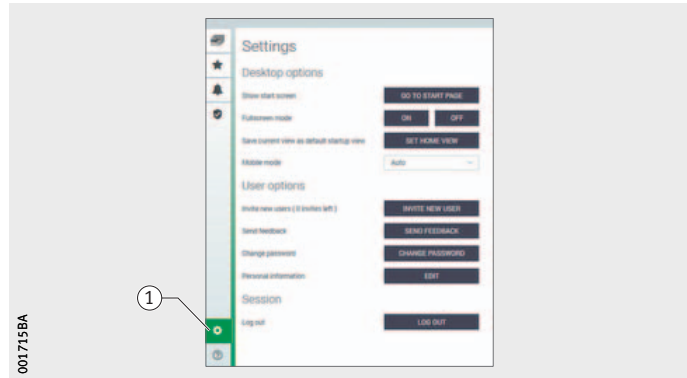 Settings
Desktop options
Show start screen GO TO START PAGE
Fullscreen mode ON OFF
Save current view as default startup view SET HOME VIEW
Mobile mode Auto
User options
Invite new users ( 0 invites left ) INVITE NEW USER
Send feedback SEND FEEDBACK
Change password CHANGE PASSWORD
Personal information EDIT
Session
Log out LOG OUT
1
001715BA